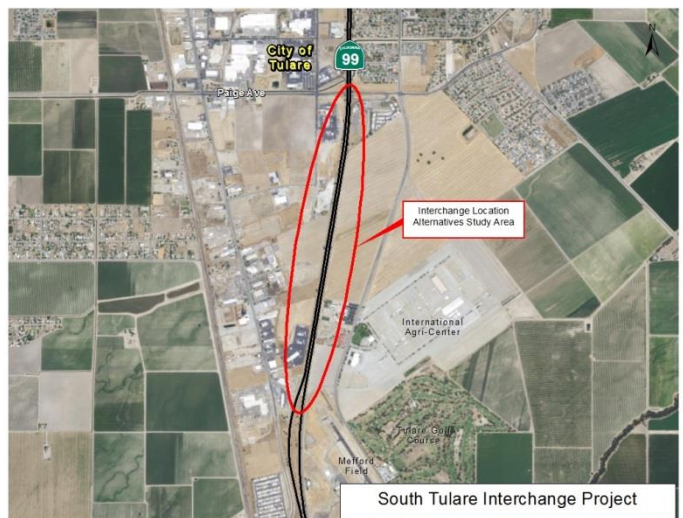 City of
Tulare
CALIFORNIA
99
N
Paige Ave
Interchange Location
Alternatives Study Area
International
Agri-Center
Tulare Golf
Course
Mefford
Field
South Tulare Interchange Project